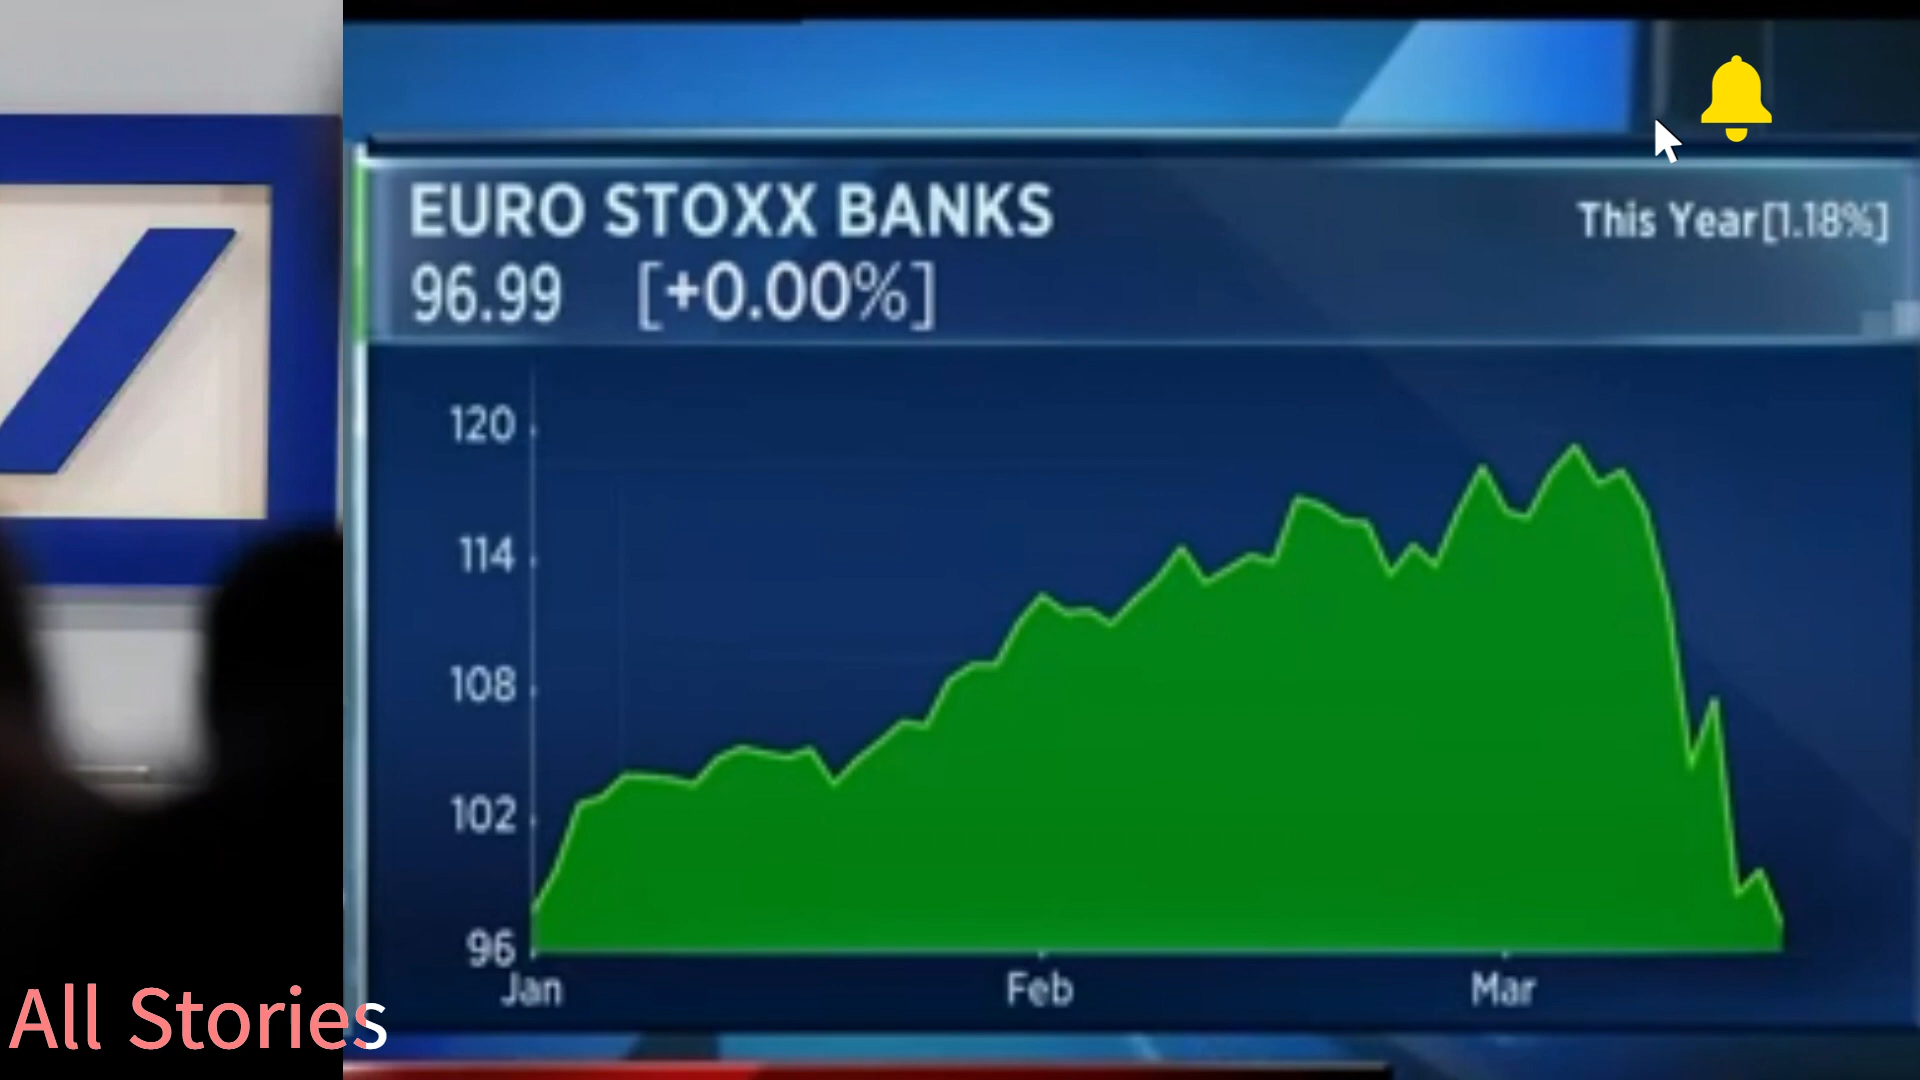 EURO STOXX BANKS
This Year[1.18%]
96.99 [+0.00%]
120
114
108
102
96
Jan Feb Mar
All Stories